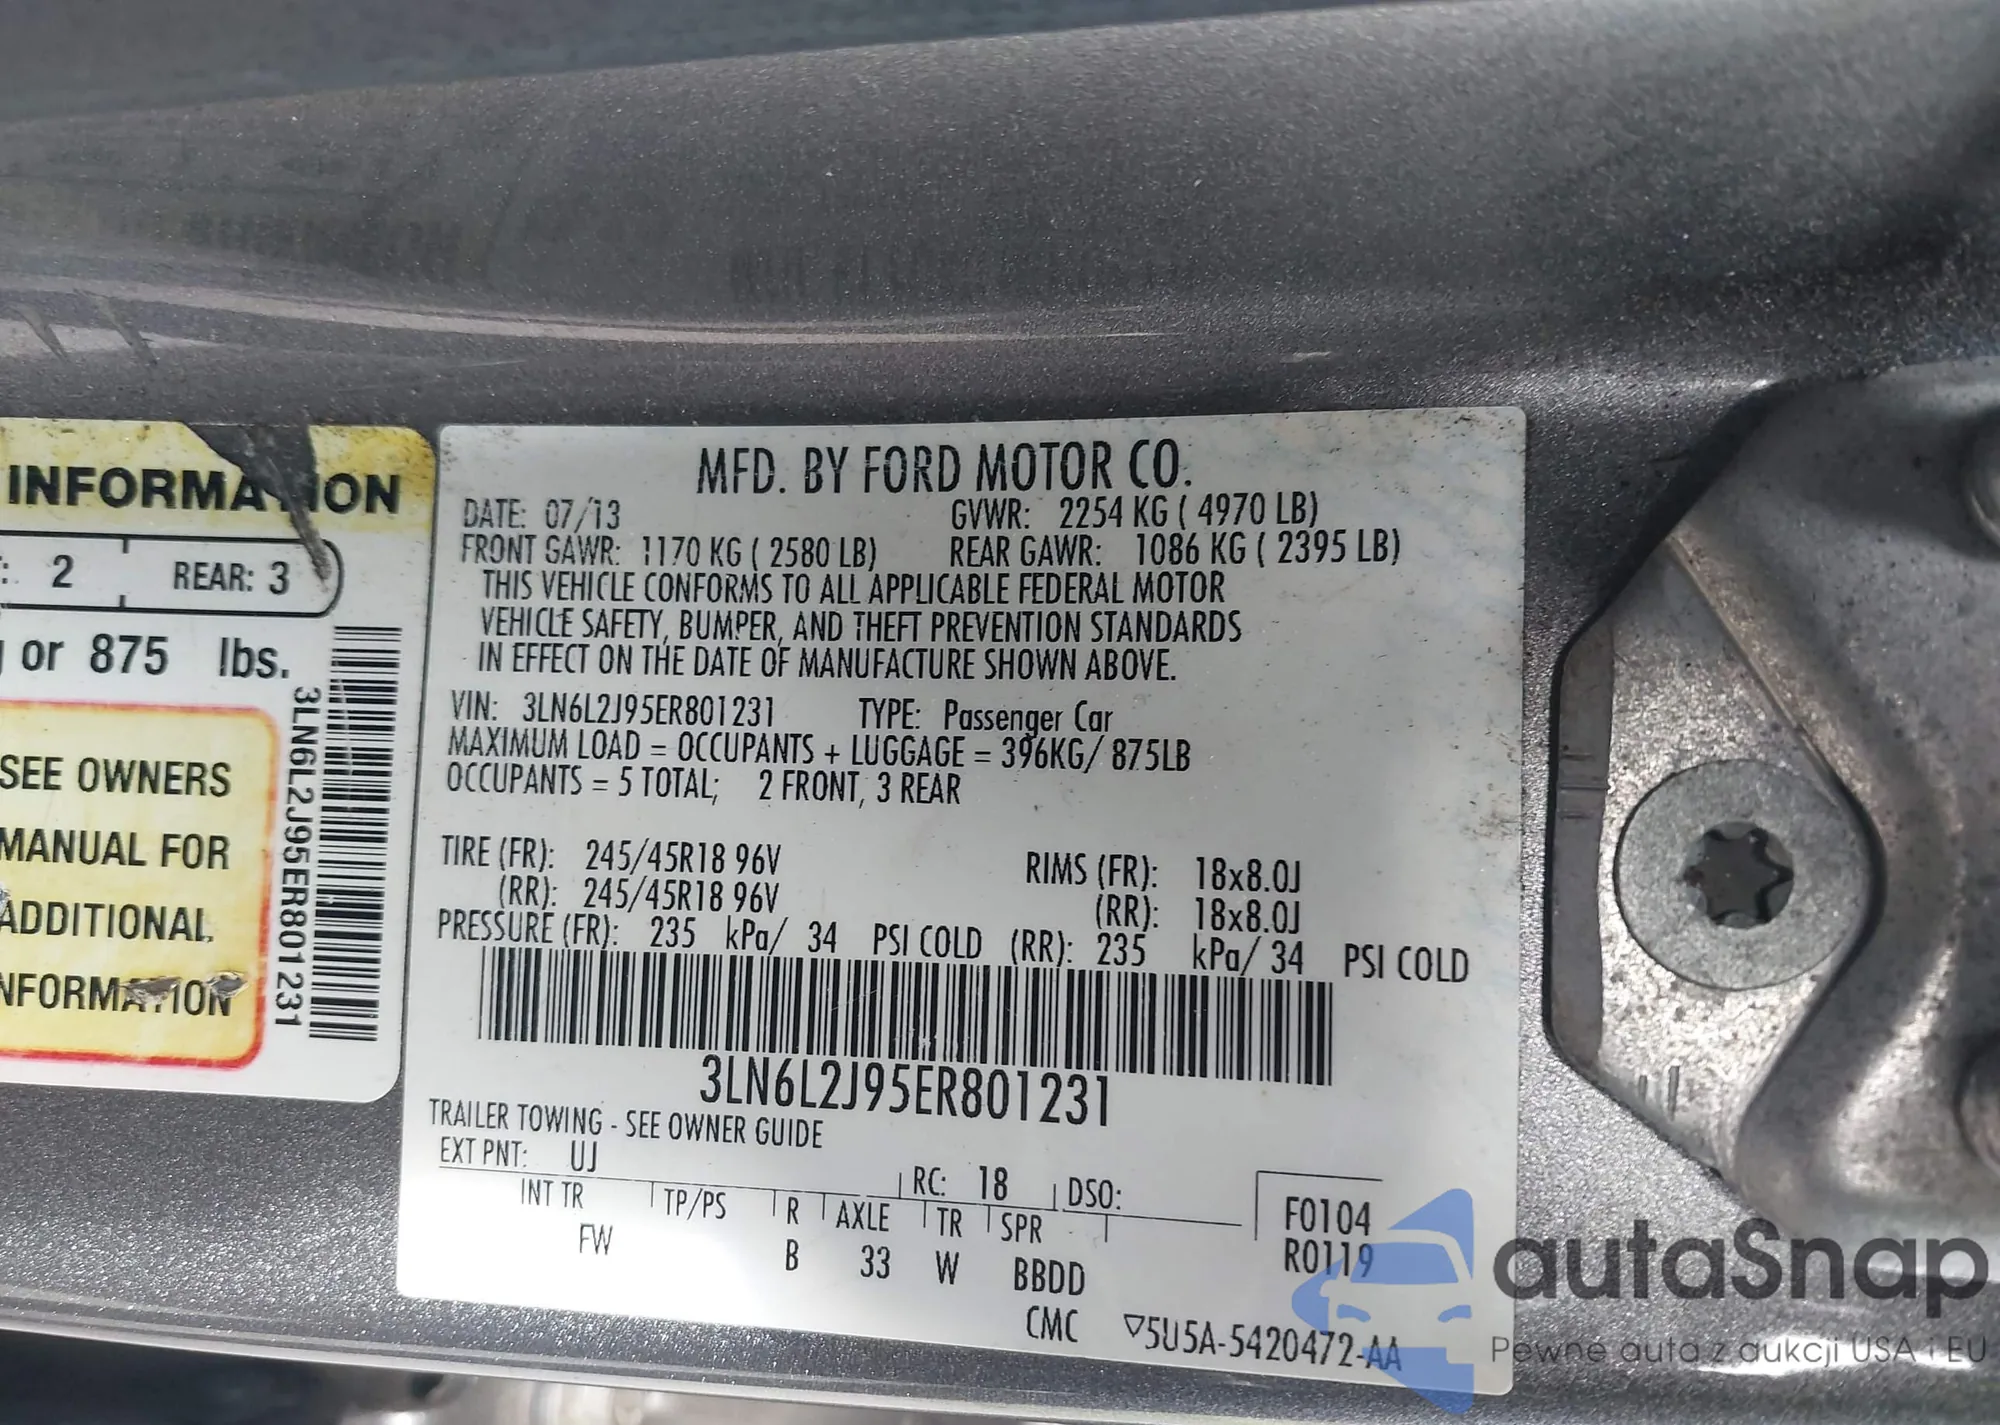 INFORMATION
: 2 REAR: 3
or 875 lbs.
SEE OWNERS
MANUAL FOR
ADDITIONAL
INFORMATION
3LN6L2J95ER801231
MFD. BY FORD MOTOR CO.
DATE: 07/13 GVWR: 2254 KG ( 4970 LB)
FRONT GAWR: 1170 KG ( 2580 LB) REAR GAWR: 1086 KG ( 2395 LB)
THIS VEHICLE CONFORMS TO ALL APPLICABLE FEDERAL MOTOR
VEHICLE SAFETY, BUMPER, AND THEFT PREVENTION STANDARDS
IN EFFECT ON THE DATE OF MANUFACTURE SHOWN ABOVE.
VIN: 3LN6L2J95ER801231 TYPE: Passenger Car
MAXIMUM LOAD = OCCUPANTS + LUGGAGE = 396KG/ 875LB
OCCUPANTS = 5 TOTAL; 2 FRONT, 3 REAR
TIRE (FR): 245/45R18 96V RIMS (FR): 18x8.0J
(RR): 245/45R18 96V (RR): 18x8.0J
PRESSURE (FR): 235 kPa/ 34 PSI COLD (RR): 235 kPa/ 34 PSI COLD
3LN6L2J95ER801231
TRAILER TOWING - SEE OWNER GUIDE
EXT PNT: UJ RC: 18 DSO:
INT TR TP/PS R AXLE TR SPR F0104
FW B 33 W BBDD R0119
CMC ▽5U5A-5420472-AA
autaSnap
Pewne auta z aukcji USA i EU